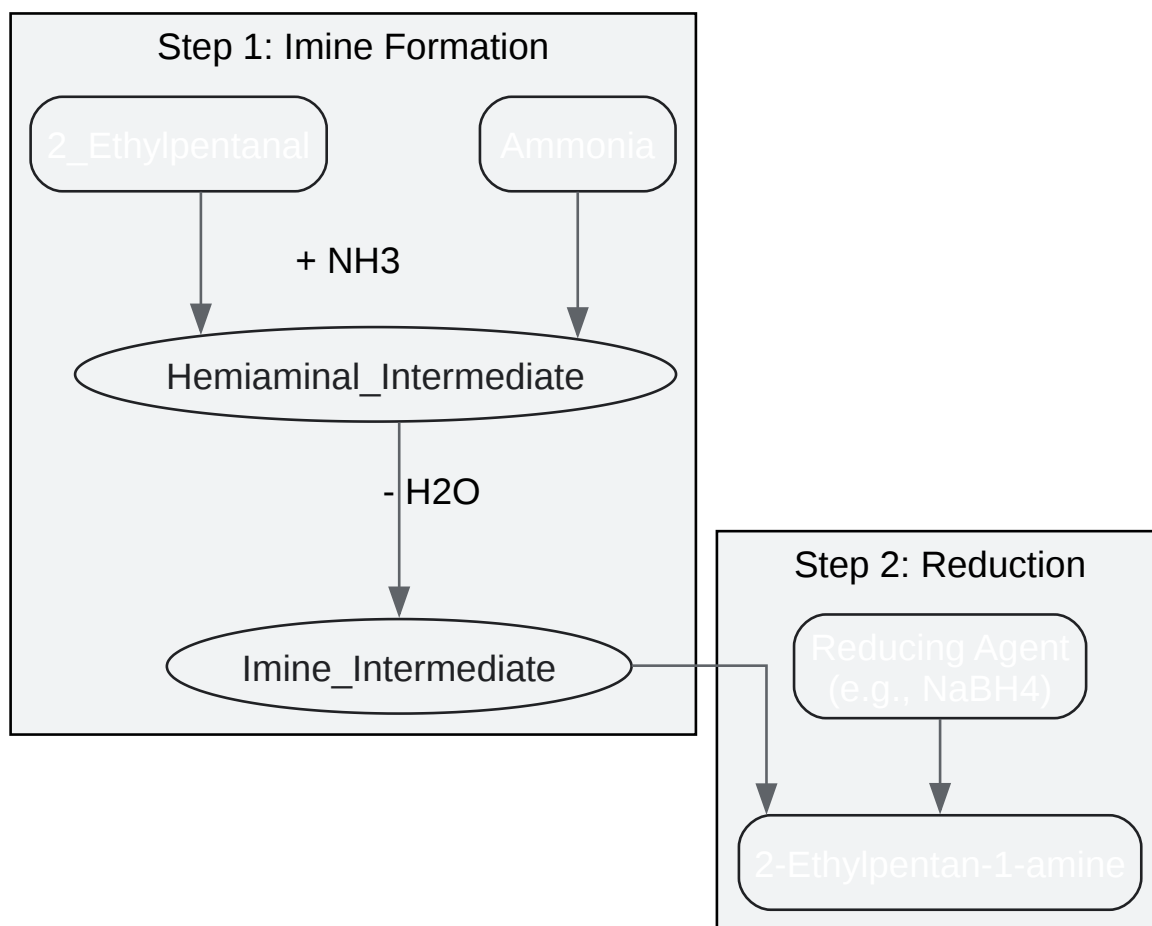 Step 1: Imine Formation
2_Ethylpentanal
Ammonia
+ NH3
Hemiaminal_Intermediate
- H2O
Imine_Intermediate
Step 2: Reduction
Reducing Agent
(e.g., NaBH4)
2-Ethylpentan-1-amine